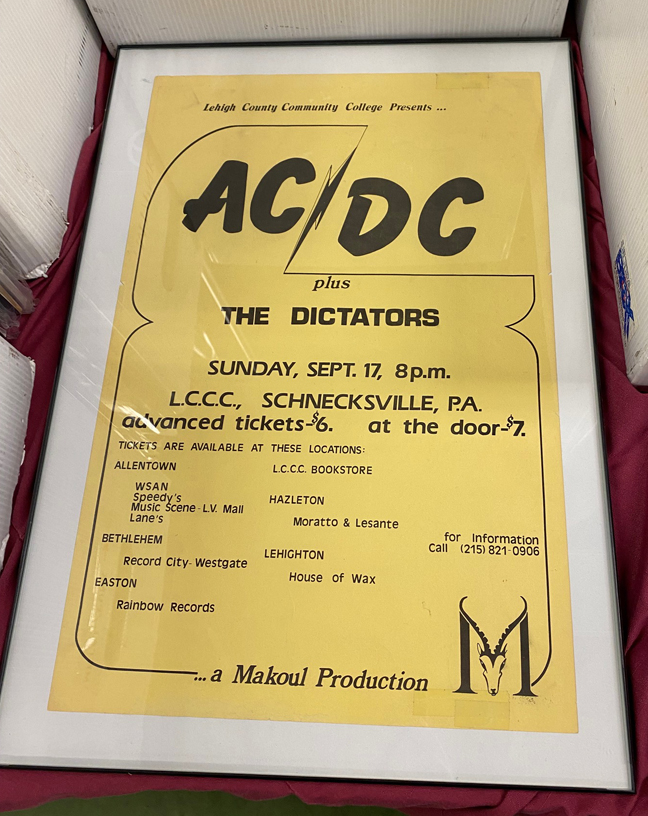 Lehigh County Community College Presents ...
AC/DC
plus
THE DICTATORS
SUNDAY, SEPT. 17, 8p.m.
L.C.C.C., SCHNECKSVILLE, P.A.
advanced tickets-$6. at the door-$7.
TICKETS ARE AVAILABLE AT THESE LOCATIONS:
ALLENTOWN
WSAN
Speedy's
Music Scene - L.V. Mall
Lane's
BETHLEHEM
Record City - Westgate
EASTON
Rainbow Records
L.C.C.C. BOOKSTORE
HAZLETON
Moratto & Lesante
LEHIGHTON
House of Wax
for Information
Call (215) 821-0906
M
...a Makoul Production